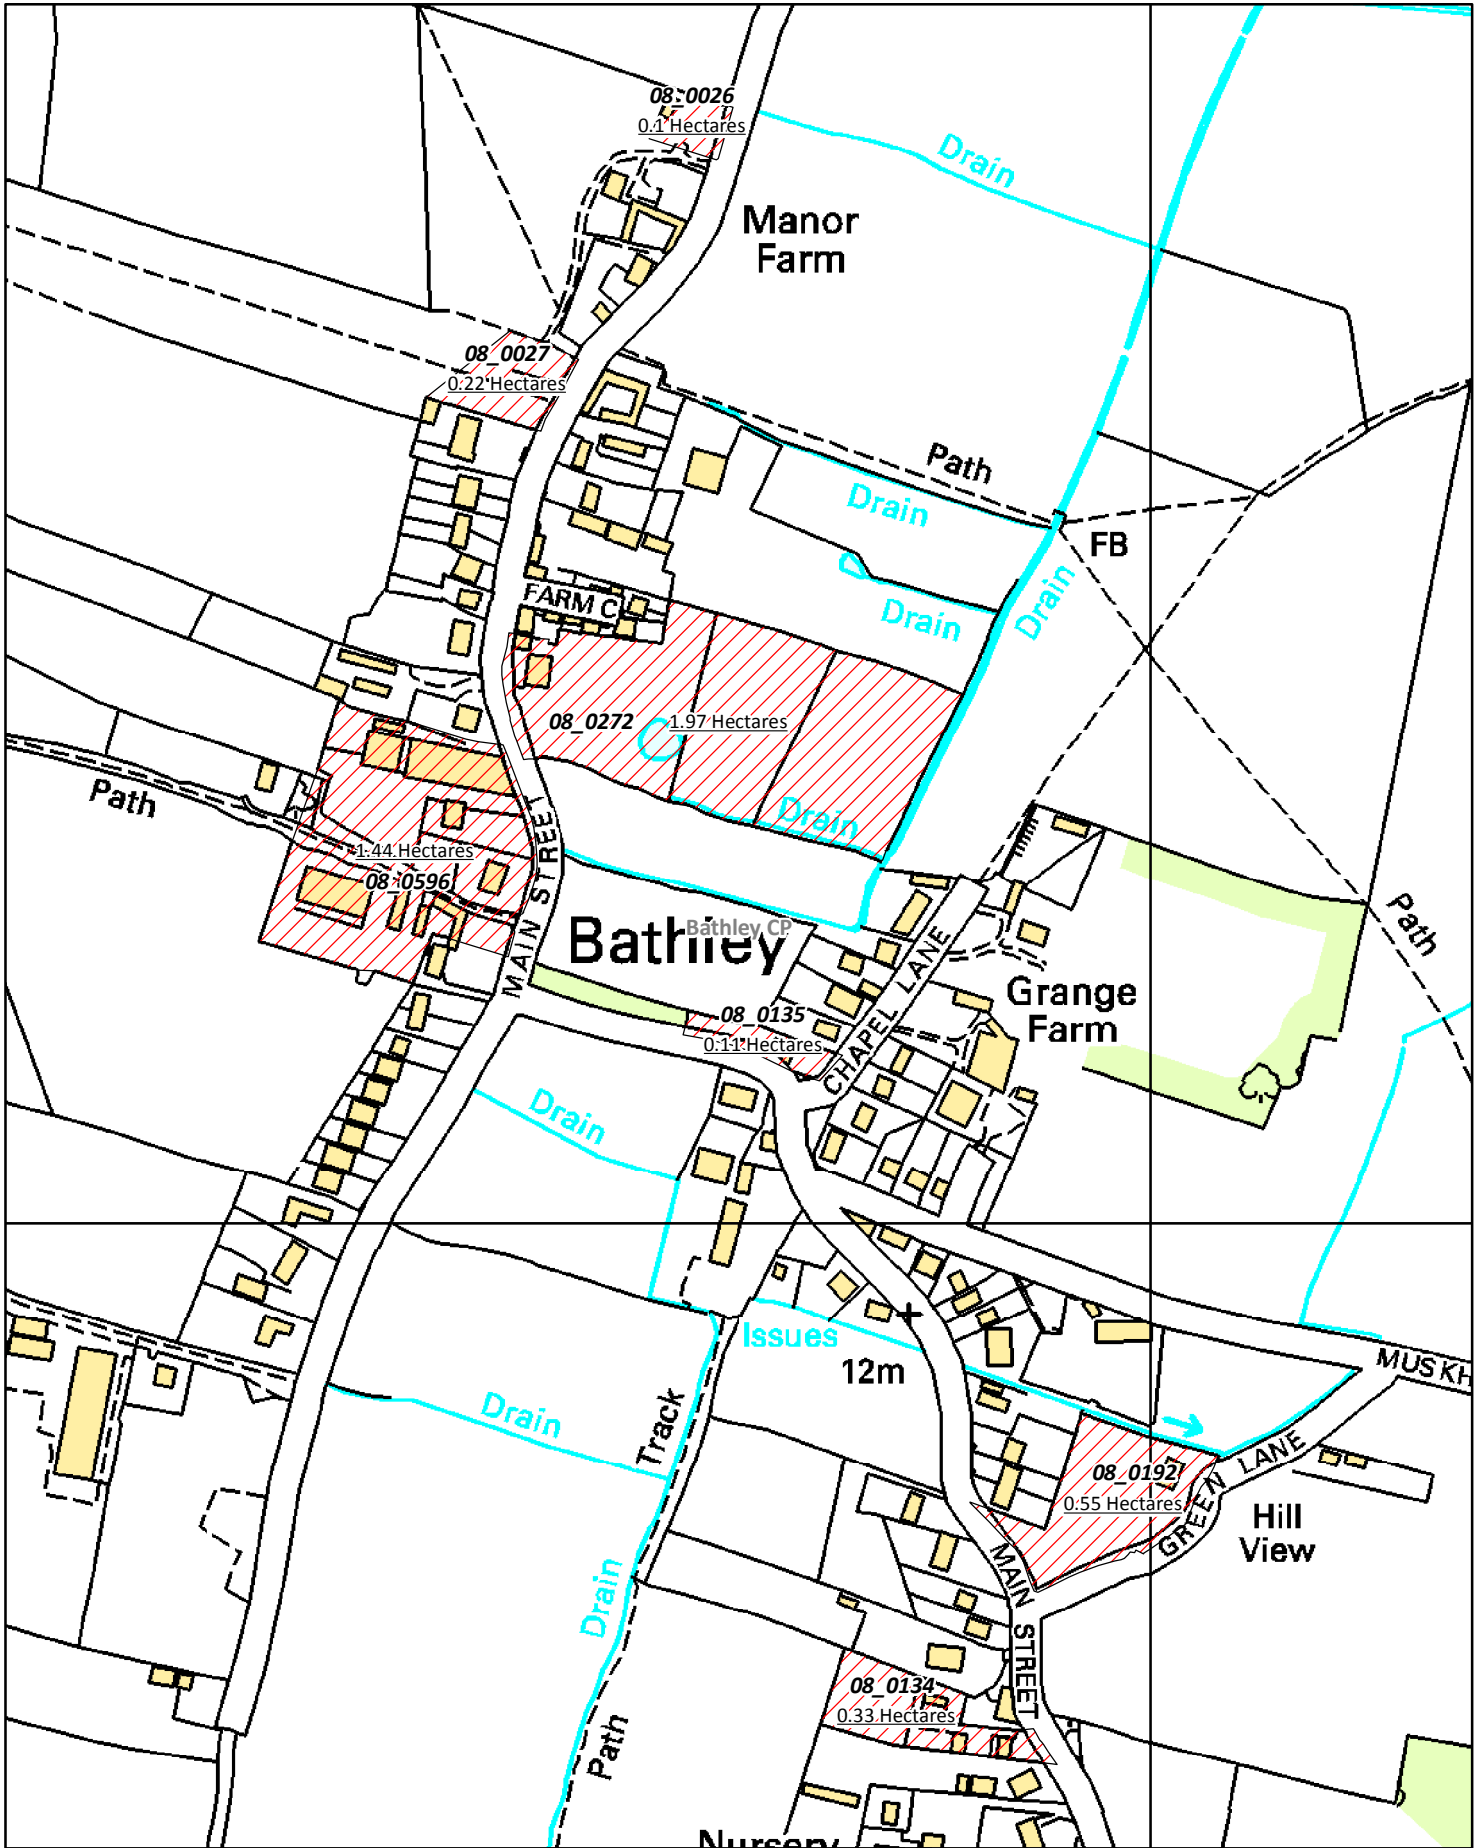 08_0026
0.1 Hectares
Drain
Manor
Farm
08_0027
0.22 Hectares
Path
Drain
FB
Drain
FARM C
Drain
08_0272
1.97 Hectares
Path
Drain
1.44 Hectares
08_0596
MAIN STREET
Bathley
Bathley CP
Path
CHAPEL LANE
Grange
Farm
08_0135
0.11 Hectares
Drain
Issues
12m
MUSKH
Drain
Track
GREEN LANE
08_0192
0.55 Hectares
Hill
View
MAIN STREET
Drain
08_0134
0.33 Hectares
Path
Nursery